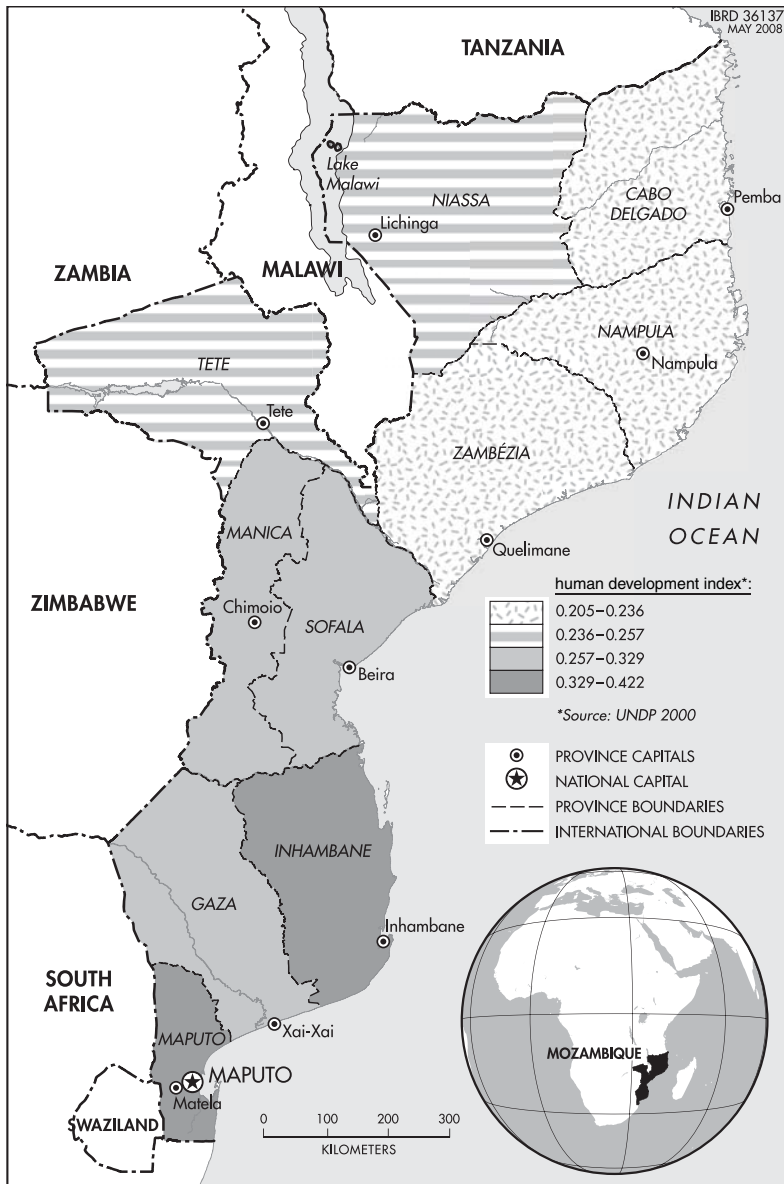 IBRD 36137
MAY 2008
TANZANIA
Lake
Malawi
NIASSA
CABO
DELGADO
Pemba
Lichinga
ZAMBIA
MALAWI
NAMPULA
Nampula
TETE
Tete
ZAMBÉZIA
INDIAN
OCEAN
MANICA
Quelimane
ZIMBABWE
Chimoio
SOFALA
Beira
human development index*:
0.205–0.236
0.236–0.257
0.257–0.329
0.329–0.422
*Source: UNDP 2000
PROVINCE CAPITALS
NATIONAL CAPITAL
PROVINCE BOUNDARIES
INTERNATIONAL BOUNDARIES
INHAMBANE
GAZA
Inhambane
SOUTH
AFRICA
Xai-Xai
MAPUTO
MAPUTO
Matela
SWAZILAND
0 100 200 300
KILOMETERS
MOZAMBIQUE